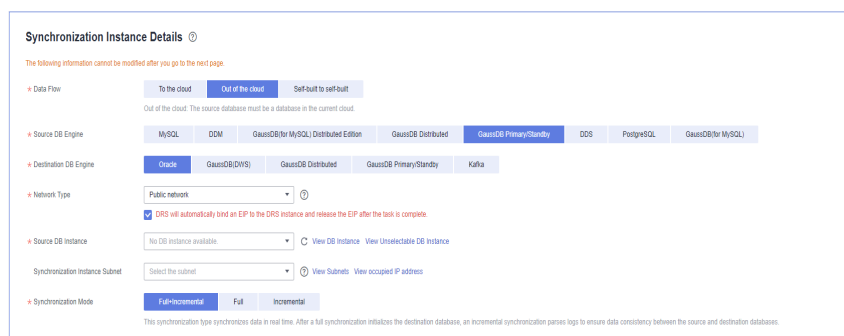 Synchronization Instance Details
The following information cannot be modified after you go to the next page.
* Data Flow To the cloud Out of the cloud Self-built to self-built
Out of the cloud. The source database must be a database in the current cloud.
* Source DB Engine MySQL DDM GaussDB(for MySQL) Distributed Edition GaussDB Distributed GaussDB Primary/Standby DDS PostgreSQL GaussDB(for MySQL)
* Destination DB Engine Oracle GaussDB(DWS) GaussDB Distributed GaussDB Primary/Standby Kafka
* Network Type Public network
DRS will automatically bind an EIP to the DRS instance and release the EIP after the task is complete.
* Source DB Instance No DB instance available. View DB Instance View Unselectable DB Instance
Synchronization Instance Subnet Select the subnet View Subnets View occupied IP address
* Synchronization Mode Full+Incremental Full Incremental
This synchronization type synchronizes data in real time. After a full synchronization initializes the destination database, an incremental synchronization parses logs to ensure data consistency between the source and destination databases.